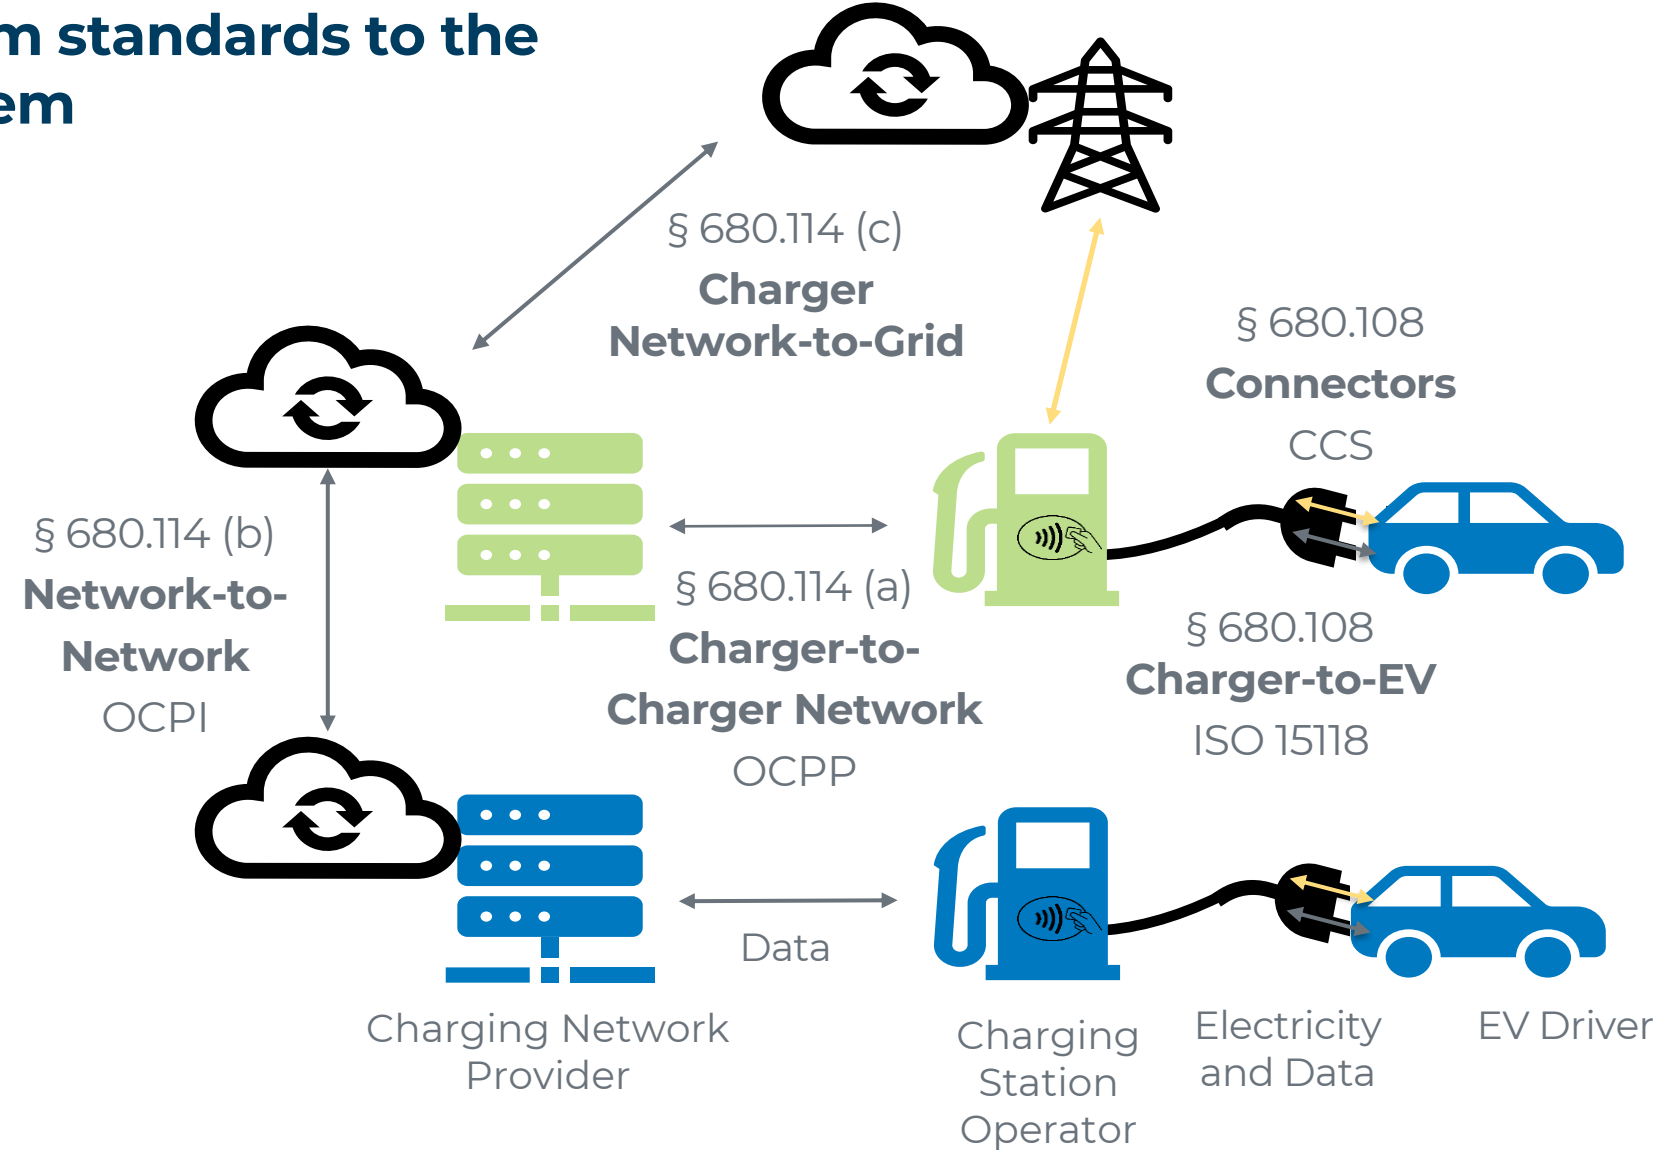 m standards to the
em
§ 680.114 (c)
Charger
Network-to-Grid
§ 680.108
Connectors
CCS
§ 680.114 (b)
Network-to-
Network
OCPI
§ 680.114 (a)
Charger-to-
Charger Network
OCPP
§ 680.108
Charger-to-EV
ISO 15118
Data
Charging Network
Provider
Charging
Station
Operator
Electricity
and Data
EV Driver